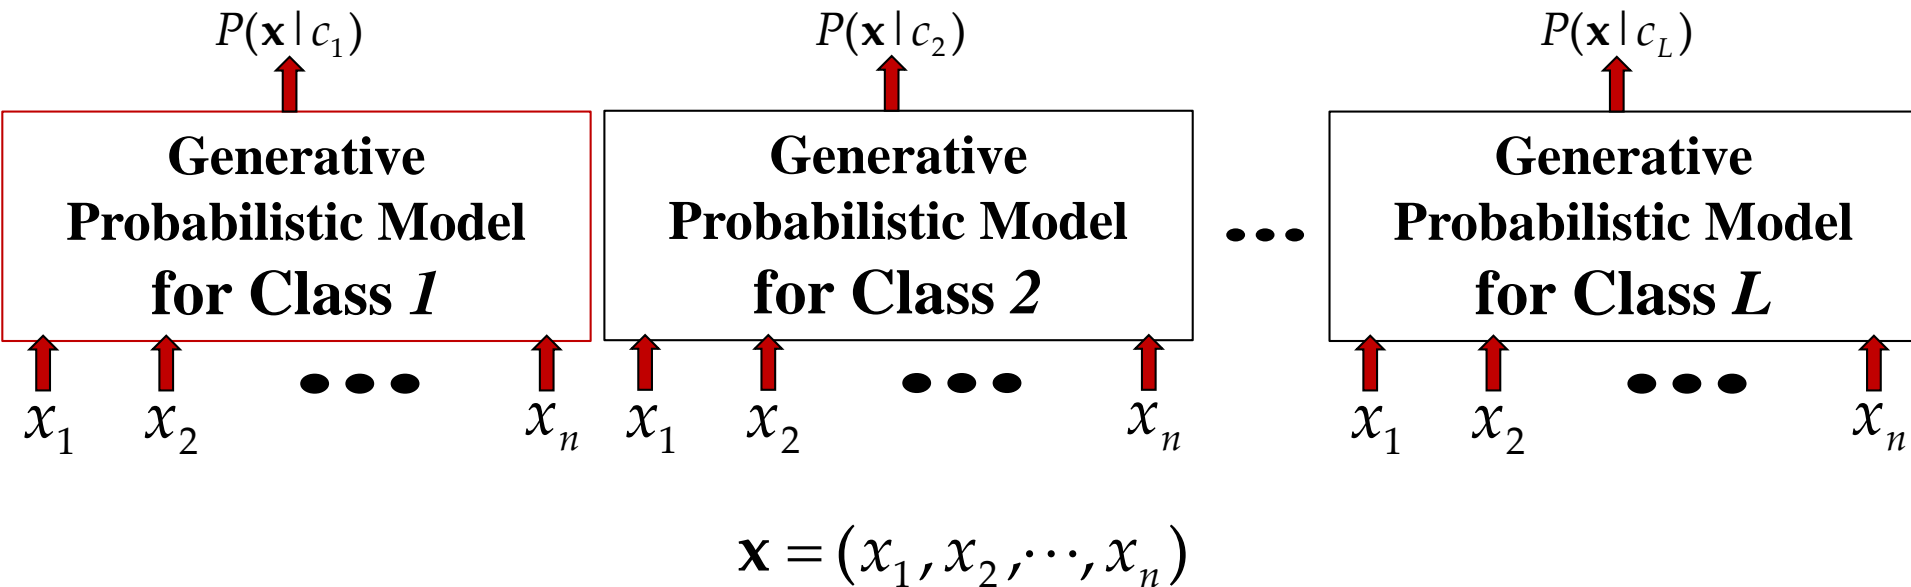 P(x|c₁) P(x|c₂) P(x|c_L)
Generative Probabilistic Model for Class 1
Generative Probabilistic Model for Class 2
•••
Generative Probabilistic Model for Class L
x₁ x₂ ••• xₙ x₁ x₂ ••• xₙ x₁ x₂ ••• xₙ
x = (x₁, x₂, ⋯, xₙ)